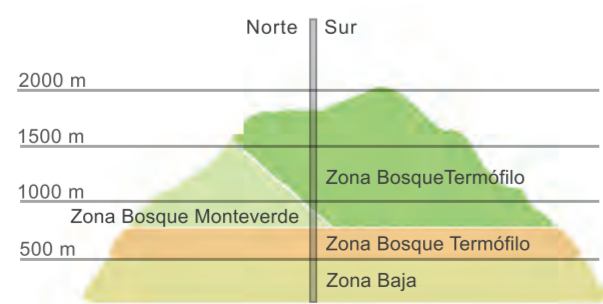 Norte Sur
2000 m
1500 m
Zona BosqueTermófilo
1000 m
Zona Bosque Monteverde
Zona Bosque Termófilo
500 m
Zona Baja